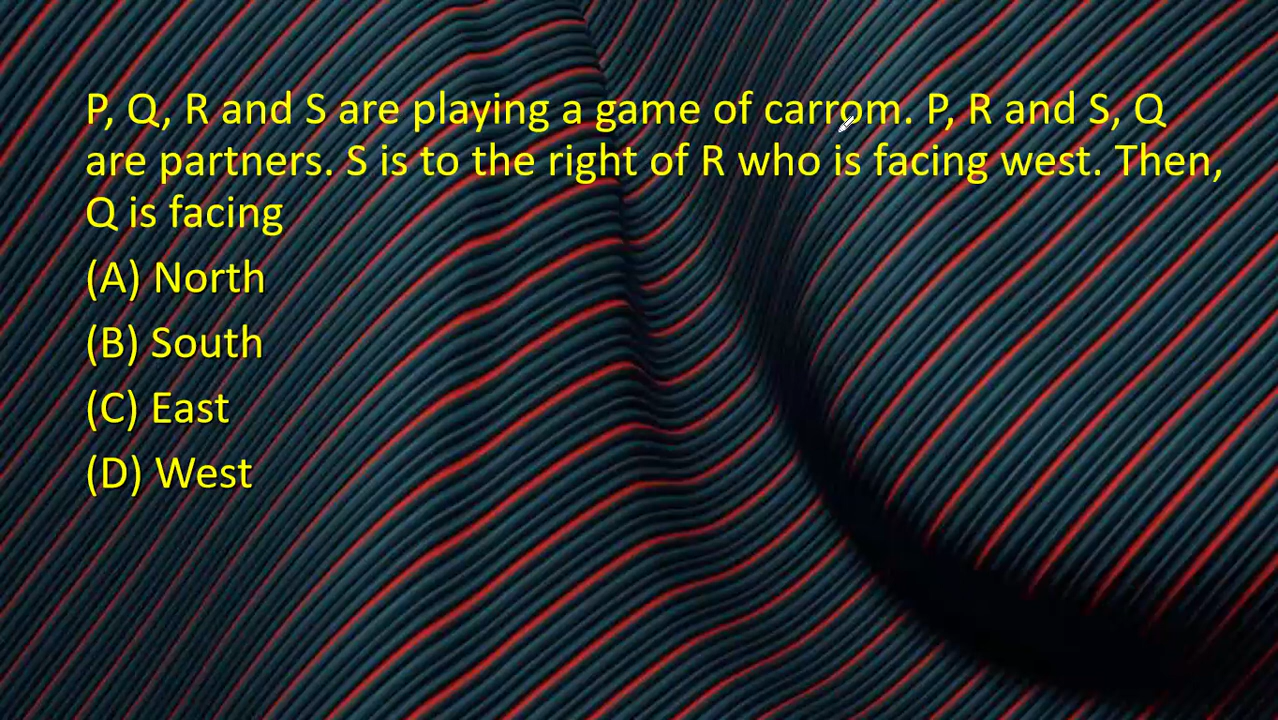 P, Q, R and S are playing a game of carrom. P, R and S, Q
are partners. S is to the right of R who is facing west. Then,
Q is facing
(A) North
(B) South
(C) East
(D) West